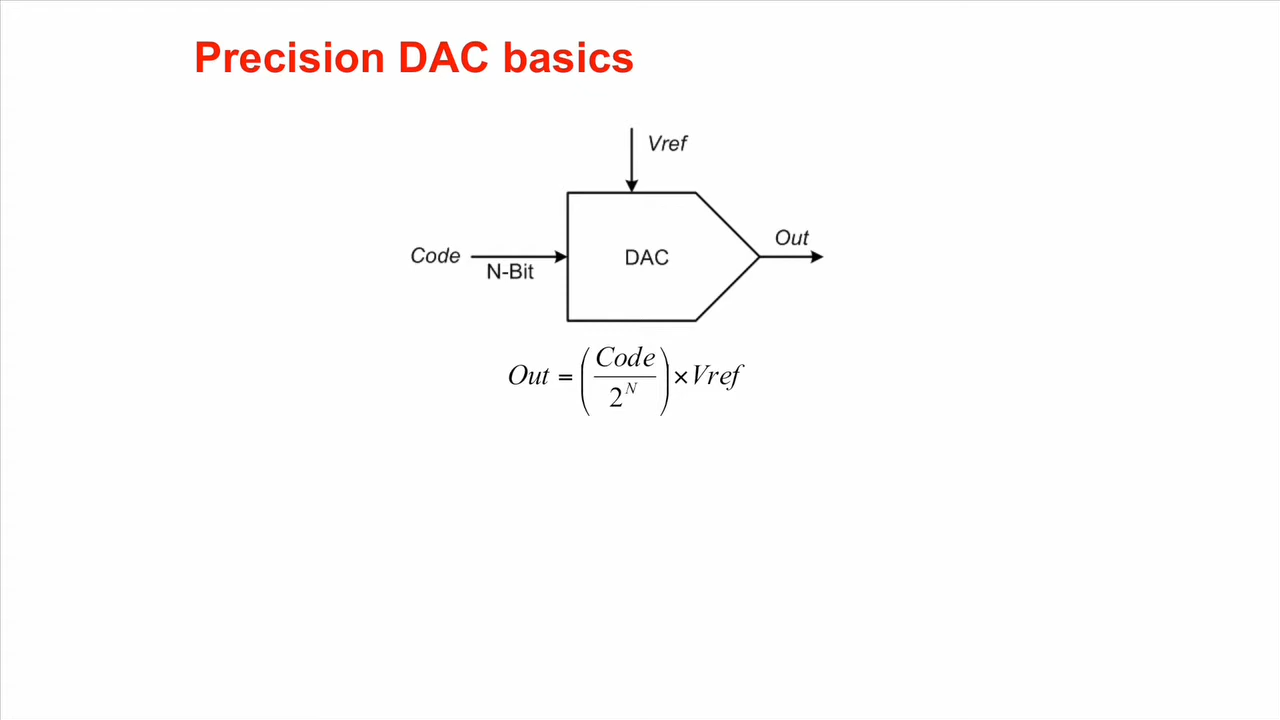 Precision DAC basics
Vref
Code
N-Bit
DAC
Out
Out = (Code / 2^N) × Vref